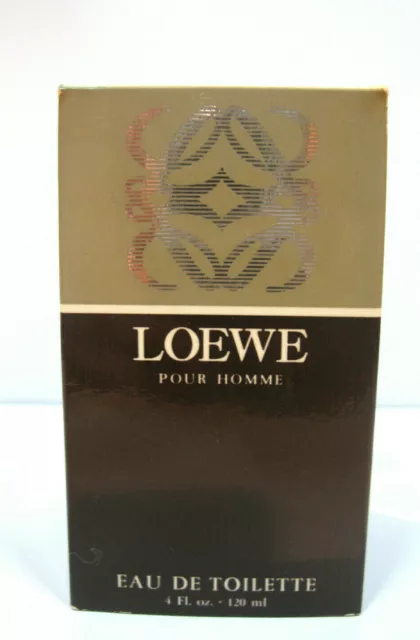 LOEWE
POUR HOMME
EAU DE TOILETTE
4 Fl. oz. - 120 ml